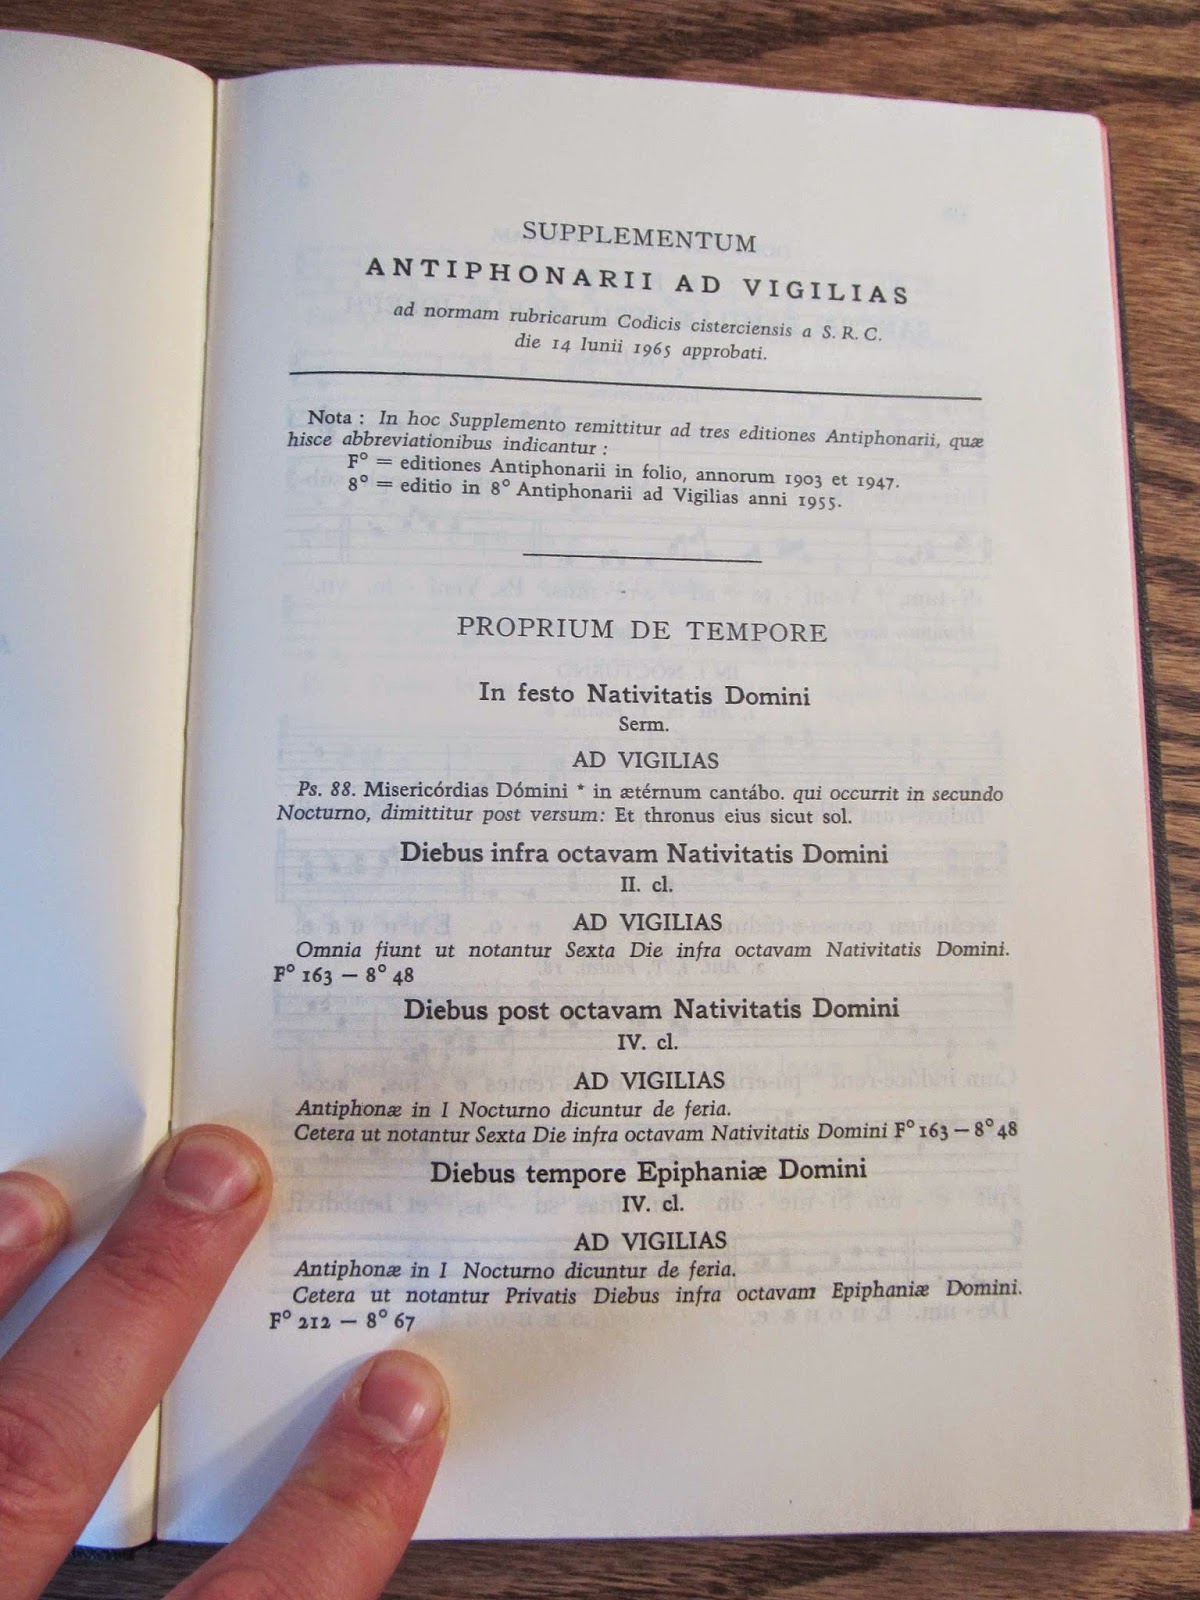 SUPPLEMENTUM
ANTIPHONARII AD VIGILIAS
ad normam rubricarum Codicis cisterciensis a S. R. C.
die 14 Iunii 1965 approbati.
Nota : In hoc Supplemento remittitur ad tres editiones Antiphonarii, quæ
hisce abbreviationibus indicantur :
F° = editiones Antiphonarii in folio, annorum 1903 et 1947.
8° = editio in 8° Antiphonarii ad Vigilias anni 1955.
PROPRIUM DE TEMPORE
In festo Nativitatis Domini
Serm.
AD VIGILIAS
Ps. 88. Misericórdias Dómini * in ætérnum cantábo. qui occurrit in secundo
Nocturno, dimittitur post versum: Et thronus eius sicut sol.
Diebus infra octavam Nativitatis Domini
II. cl.
AD VIGILIAS
Omnia fiunt ut notantur Sexta Die infra octavam Nativitatis Domini.
F° 163 — 8° 48
Diebus post octavam Nativitatis Domini
IV. cl.
AD VIGILIAS
Antiphonæ in I Nocturno dicuntur de feria.
Cetera ut notantur Sexta Die infra octavam Nativitatis Domini F° 163 — 8° 48
Diebus tempore Epiphaniæ Domini
IV. cl.
AD VIGILIAS
Antiphonæ in I Nocturno dicuntur de feria.
Cetera ut notantur Privatis Diebus infra octavam Epiphaniæ Domini.
F° 212 — 8° 67